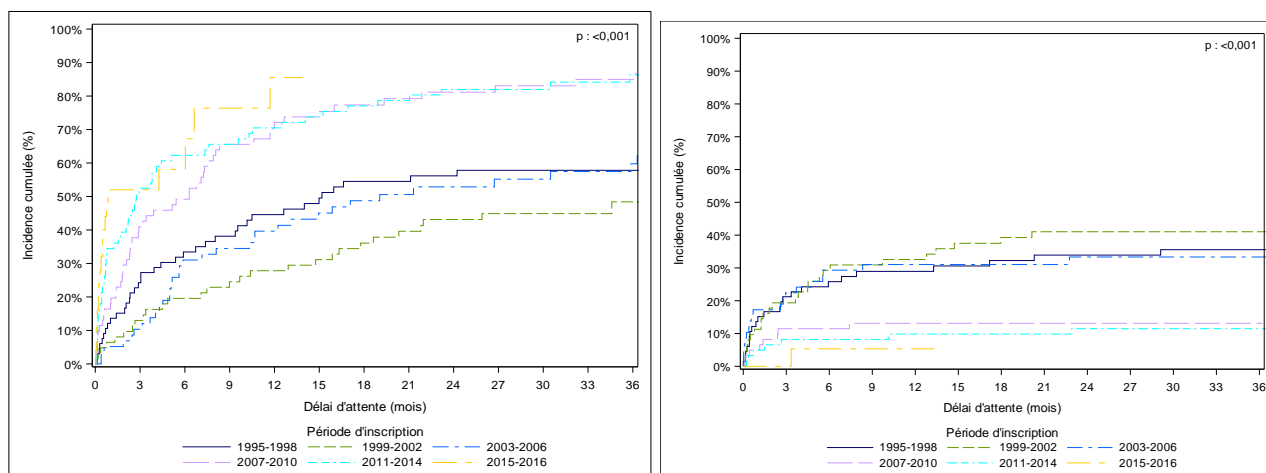 100%
90%
80%
70%
60%
50%
40%
30%
20%
10%
0%
Incidence cumulée (%)
p : <0,001
0 3 6 9 12 15 18 21 24 27 30 33 36
Délai d'attente (mois)
Période d'inscription
1995-1998 1999-2002 2003-2006
2007-2010 2011-2014 2015-2016
100%
90%
80%
70%
60%
50%
40%
30%
20%
10%
0%
Incidence cumulée (%)
p : <0,001
0 3 6 9 12 15 18 21 24 27 30 33 36
Délai d'attente (mois)
Période d'inscription
1995-1998 1999-2002 2003-2006
2007-2010 2011-2014 2015-2016